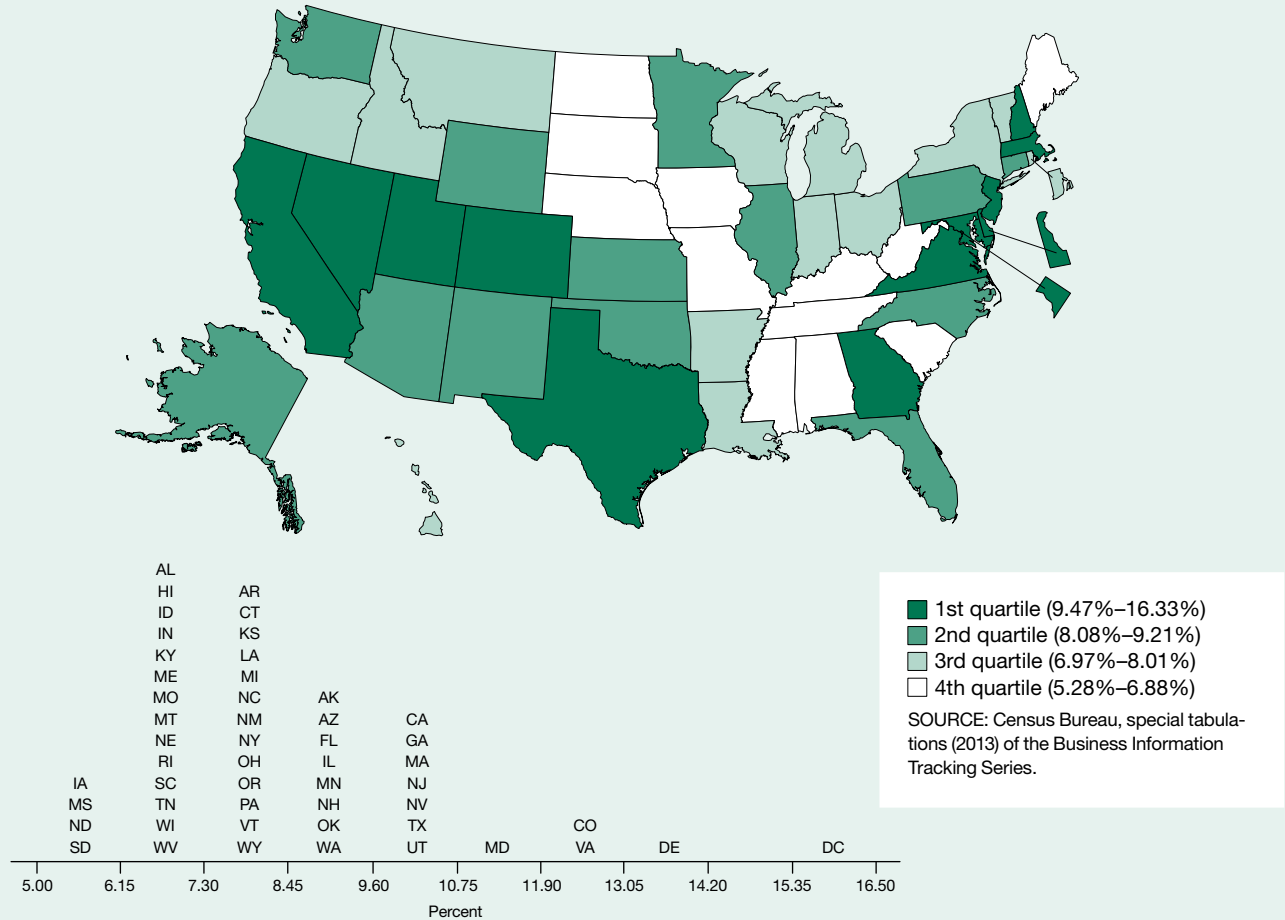 AL
HI AR
ID CT
IN KS
KY LA
ME MI
MO NC AK
MT NM AZ CA
NE NY FL GA
RI OH IL MA
IA SC OR MN NJ
MS TN PA NH NV
ND WI VT OK TX CO
SD WV WY WA UT MD VA DE DC
5.00 6.15 7.30 8.45 9.60 10.75 11.90 13.05 14.20 15.35 16.50
Percent
1st quartile (9.47%–16.33%)
2nd quartile (8.08%–9.21%)
3rd quartile (6.97%–8.01%)
4th quartile (5.28%–6.88%)
SOURCE: Census Bureau, special tabula-
tions (2013) of the Business Information
Tracking Series.